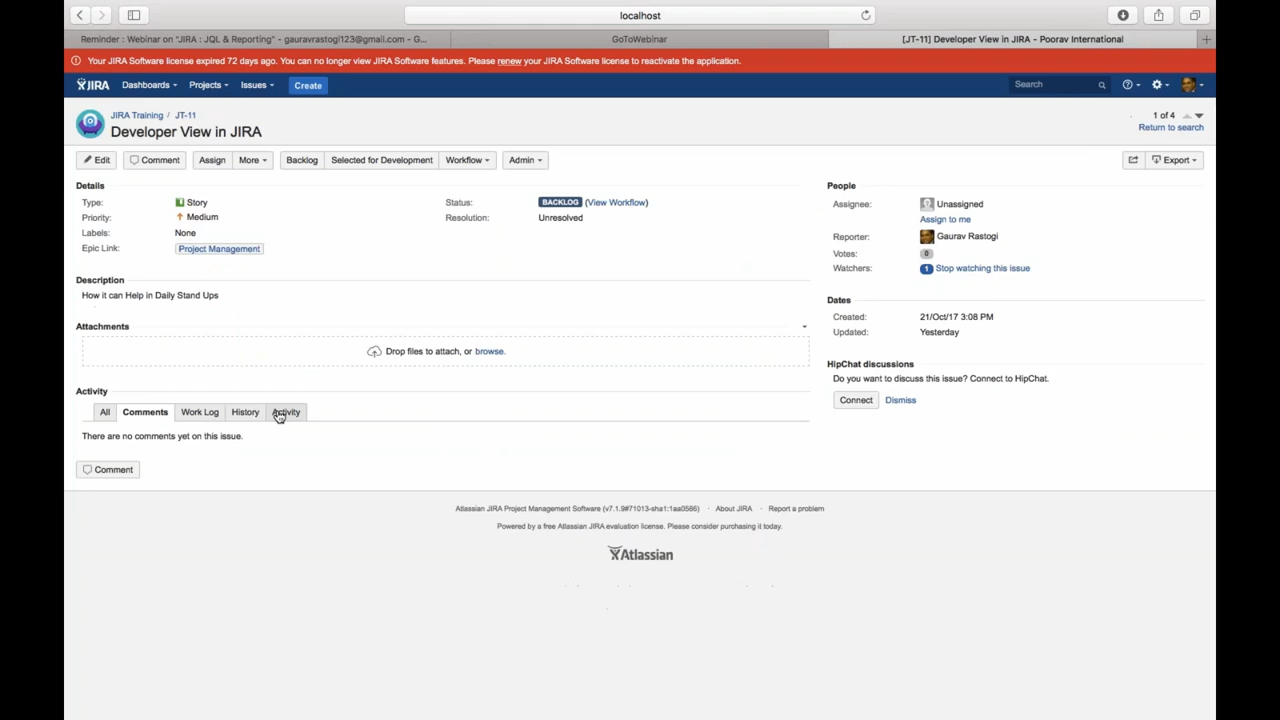 localhost
Reminder : Webinar on "JIRA : JQL & Reporting" - gauravrastogi123@gmail.com - G...
GoToWebinar
[JT-11] Developer View in JIRA - Poorav International
Your JIRA Software license expired 72 days ago. You can no longer view JIRA Software features. Please renew your JIRA Software license to reactivate the application.
JIRA Dashboards Projects Issues Create Search
JIRA Training / JT-11
Developer View in JIRA
1 of 4
Return to search
Edit Comment Assign More Backlog Selected for Development Workflow Admin Export
Details
Type: Story
Priority: Medium
Labels: None
Epic Link: Project Management
Status: BACKLOG (View Workflow)
Resolution: Unresolved
Description
How it can Help in Daily Stand Ups
Attachments
Drop files to attach, or browse.
Activity
All Comments Work Log History Activity
There are no comments yet on this issue.
Comment
People
Assignee: Unassigned
Assign to me
Reporter: Gaurav Rastogi
Votes: 0
Watchers: 1 Stop watching this issue
Dates
Created: 21/Oct/17 3:08 PM
Updated: Yesterday
HipChat discussions
Do you want to discuss this issue? Connect to HipChat.
Connect Dismiss
Atlassian JIRA Project Management Software (v7.1.9#71013-sha1:1aa0586) · About JIRA · Report a problem
Powered by a free Atlassian JIRA evaluation license. Please consider purchasing it today.
Atlassian